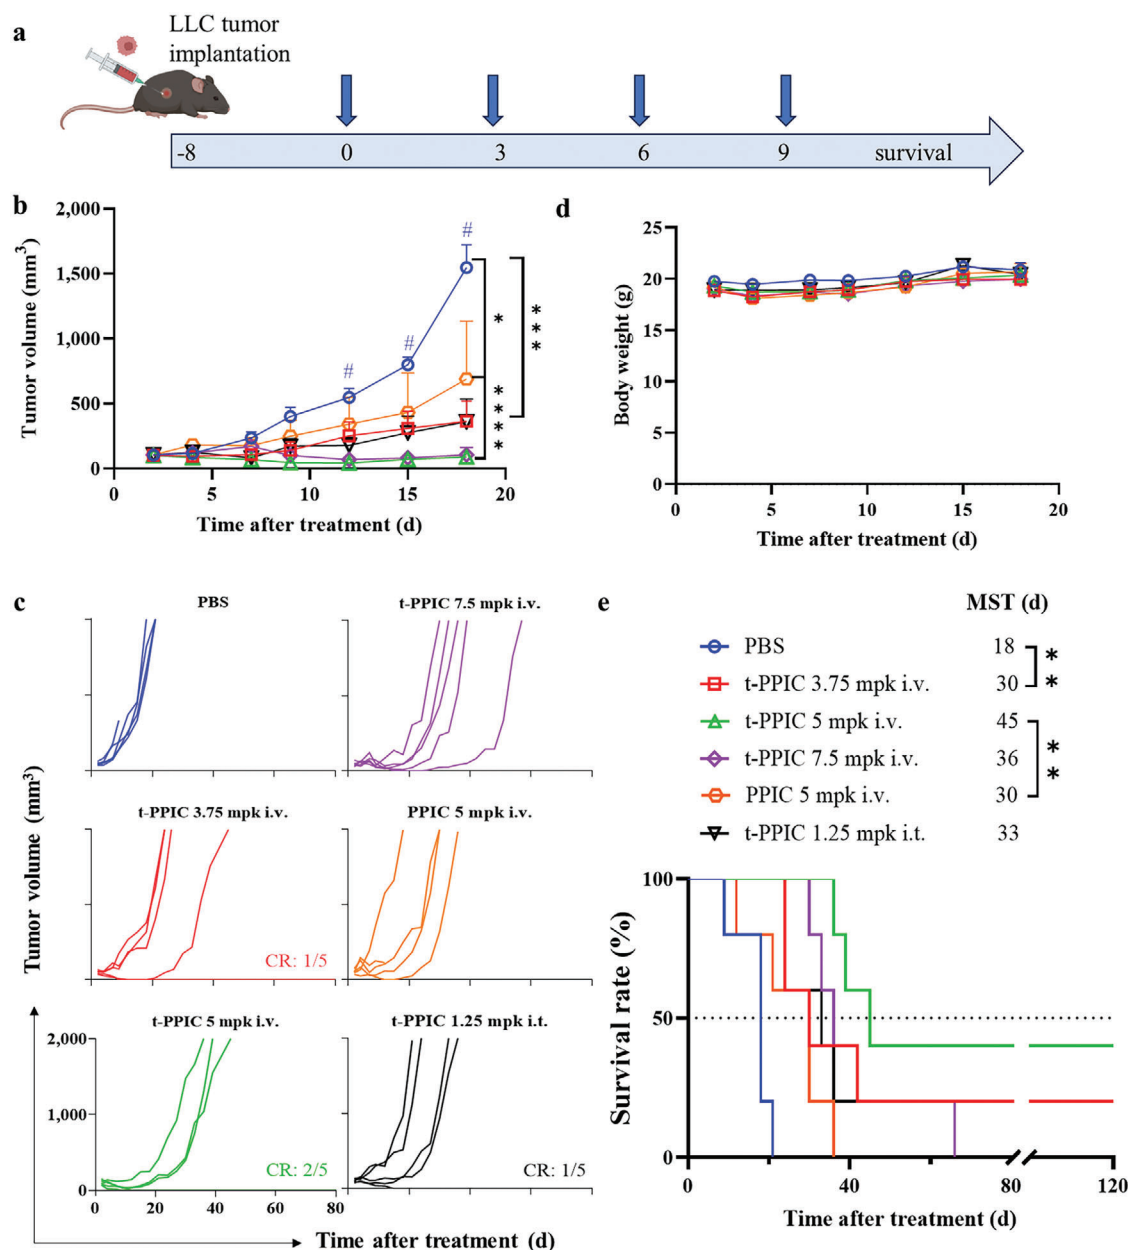 a
LLC tumor
implantation
-8 0 3 6 9 survival
b
Tumor volume (mm³)
2,000
1,500
1,000
500
0
0 5 10 15 20
Time after treatment (d)
# # # #
*
***
****
d
Body weight (g)
25
20
15
10
5
0
0 5 10 15 20
Time after treatment (d)
c
Tumor volume (mm³)
PBS
t-PPIC 7.5 mpk i.v.
t-PPIC 3.75 mpk i.v.
CR: 1/5
PPIC 5 mpk i.v.
t-PPIC 5 mpk i.v.
2,000
1,000
0
CR: 2/5
0 20 40 60 80
t-PPIC 1.25 mpk i.t.
CR: 1/5
Time after treatment (d)
e
MST (d)
PBS 18
t-PPIC 3.75 mpk i.v. 30
**
t-PPIC 5 mpk i.v. 45
t-PPIC 7.5 mpk i.v. 36
PPIC 5 mpk i.v. 30
**
t-PPIC 1.25 mpk i.t. 33
Survival rate (%)
100
50
0
0 40 80 120
Time after treatment (d)